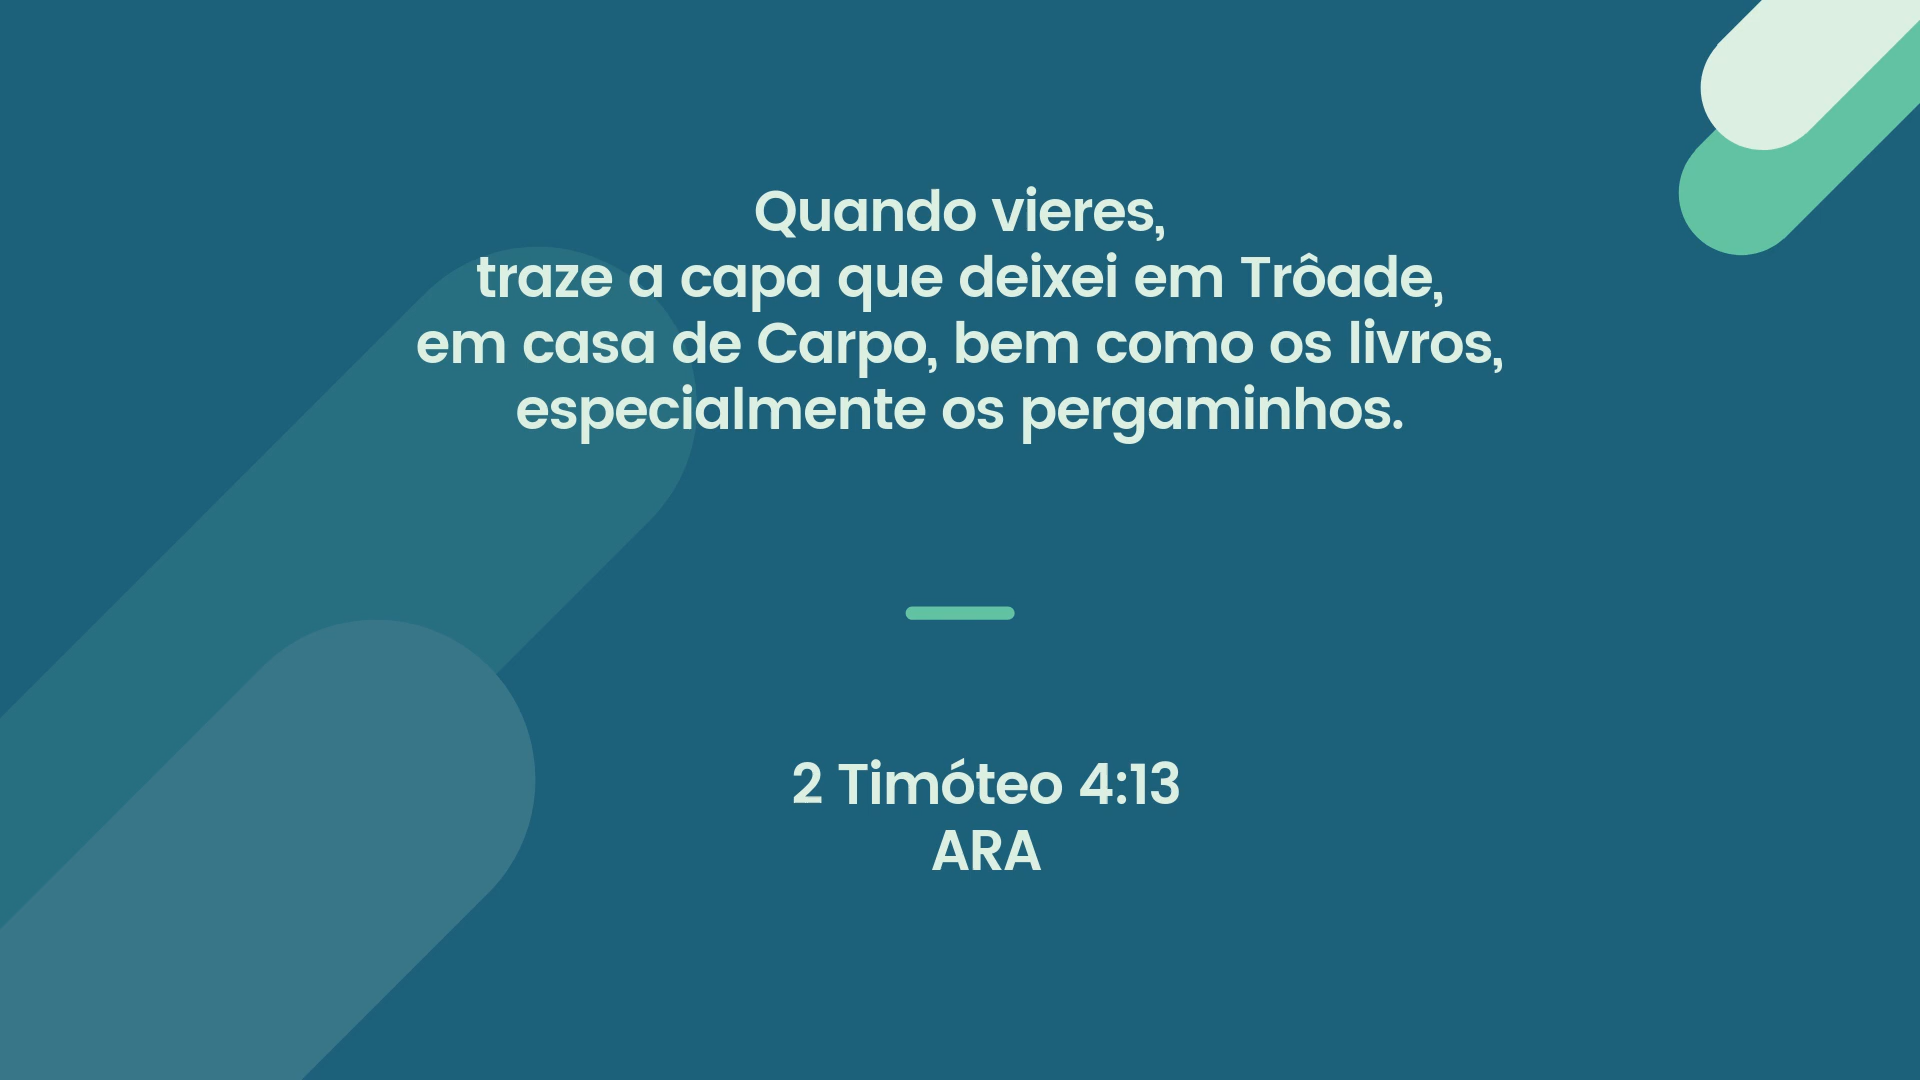 Quando vieres,
traze a capa que deixei em Trôade,
em casa de Carpo, bem como os livros,
especialmente os pergaminhos.
2 Timóteo 4:13
ARA